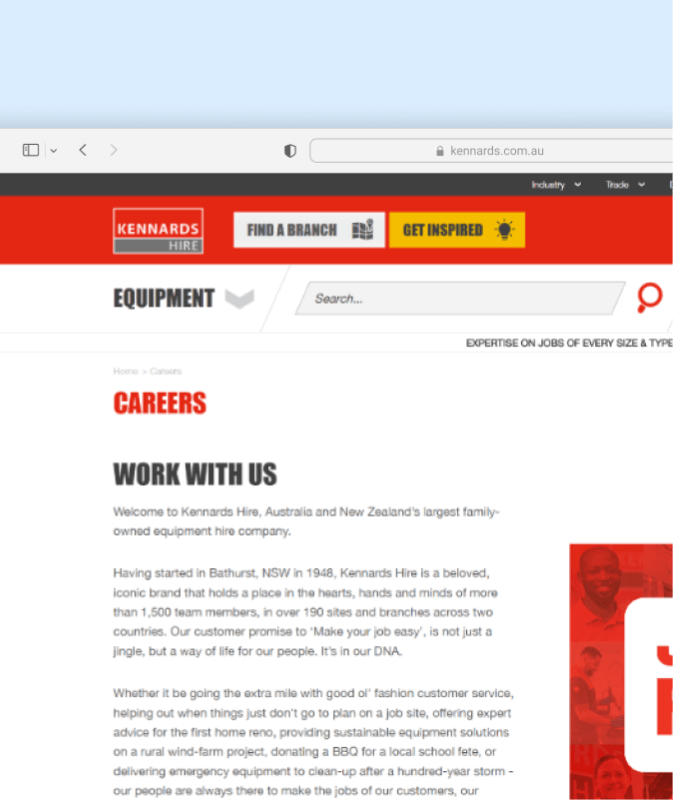 kennards.com.au
Industry Trade
KENNARDS
HIRE
FIND A BRANCH GET INSPIRED
EQUIPMENT Search...
EXPERTISE ON JOBS OF EVERY SIZE & TYPE
Home > Careers
CAREERS
WORK WITH US
Welcome to Kennards Hire, Australia and New Zealand's largest family-
owned equipment hire company.
Having started in Bathurst, NSW in 1948, Kennards Hire is a beloved,
iconic brand that holds a place in the hearts, hands and minds of more
than 1,500 team members, in over 190 sites and branches across two
countries. Our customer promise to 'Make your job easy', is not just a
jingle, but a way of life for our people. It's in our DNA.
Whether it be going the extra mile with good ol' fashion customer service,
helping out when things just don't go to plan on a job site, offering expert
advice for the first home reno, providing sustainable equipment solutions
on a rural wind-farm project, donating a BBQ for a local school fete, or
delivering emergency equipment to clean-up after a hundred-year storm -
our people are always there to make the jobs of our customers, our